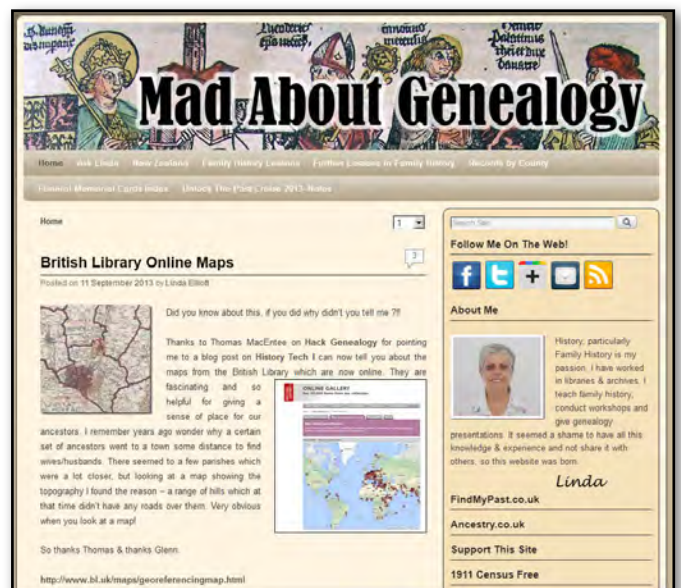 Mad About Genealogy
Home Ask Linda New Zealand Family History Lessons Further Lessons in Family History Records by County
Funeral Memorial Cards Index Unlock The Past Cruise 2013-Notes
Home
1
British Library Online Maps
3
Posted on 11 September 2013 by Linda Elliott
Did you know about this, if you did why didn't you tell me ?!!
Thanks to Thomas MacEntee on Hack Genealogy for pointing
me to a blog post on History Tech I can now tell you about the
maps from the British Library which are now online. They are
fascinating and so
helpful for giving a
sense of place for our
ancestors. I remember years ago wonder why a certain
set of ancestors went to a town some distance to find
wives/husbands. There seemed to a few parishes which
were a lot closer, but looking at a map showing the
topography I found the reason – a range of hills which at
that time didn't have any roads over them. Very obvious
when you look at a map!
ONLINE GALLERY
So thanks Thomas & thanks Glenn.
http://www.bl.uk/maps/georeferencingmap.html
Search Site
Follow Me On The Web!
About Me
History, particularly
Family History is my
passion. I have worked
in libraries & archives, I
teach family history,
conduct workshops and
give genealogy
presentations. It seemed a shame to have all this
knowledge & experience and not share it with
others, so this website was born.
Linda
FindMyPast.co.uk
Ancestry.co.uk
Support This Site
1911 Census Free